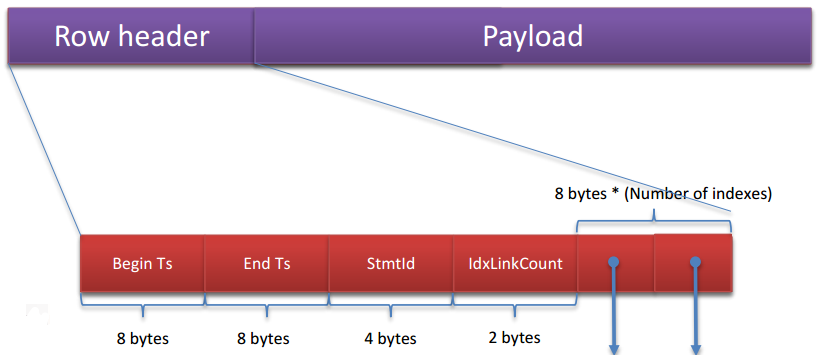 Row header
Payload
8 bytes * (Number of indexes)
Begin Ts
End Ts
StmtId
IdxLinkCount
8 bytes
8 bytes
4 bytes
2 bytes